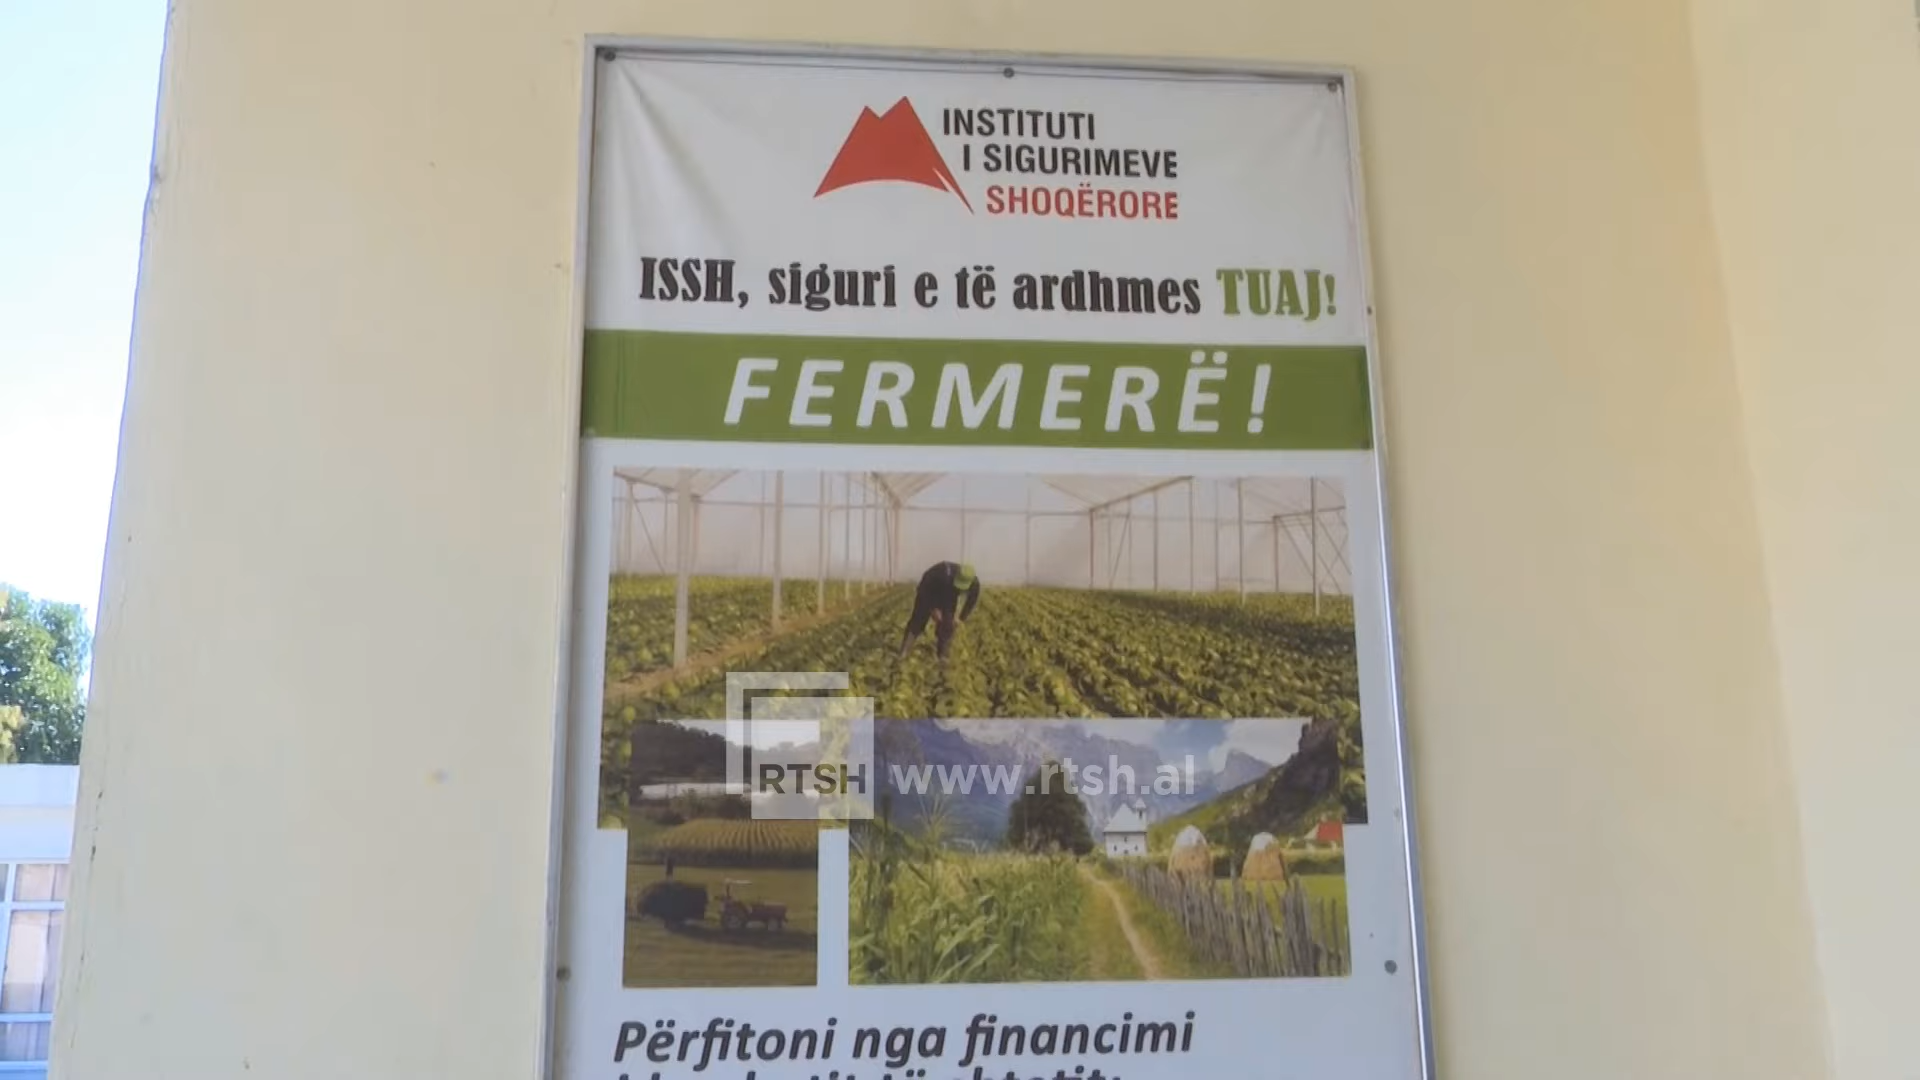 INSTITUTI
I SIGURIMEVE
SHOQËRORE
ISSH, siguri e të ardhmes TUAJ!
FERMERË!
RTSH www.rtsh.al
Përfitoni nga financimi